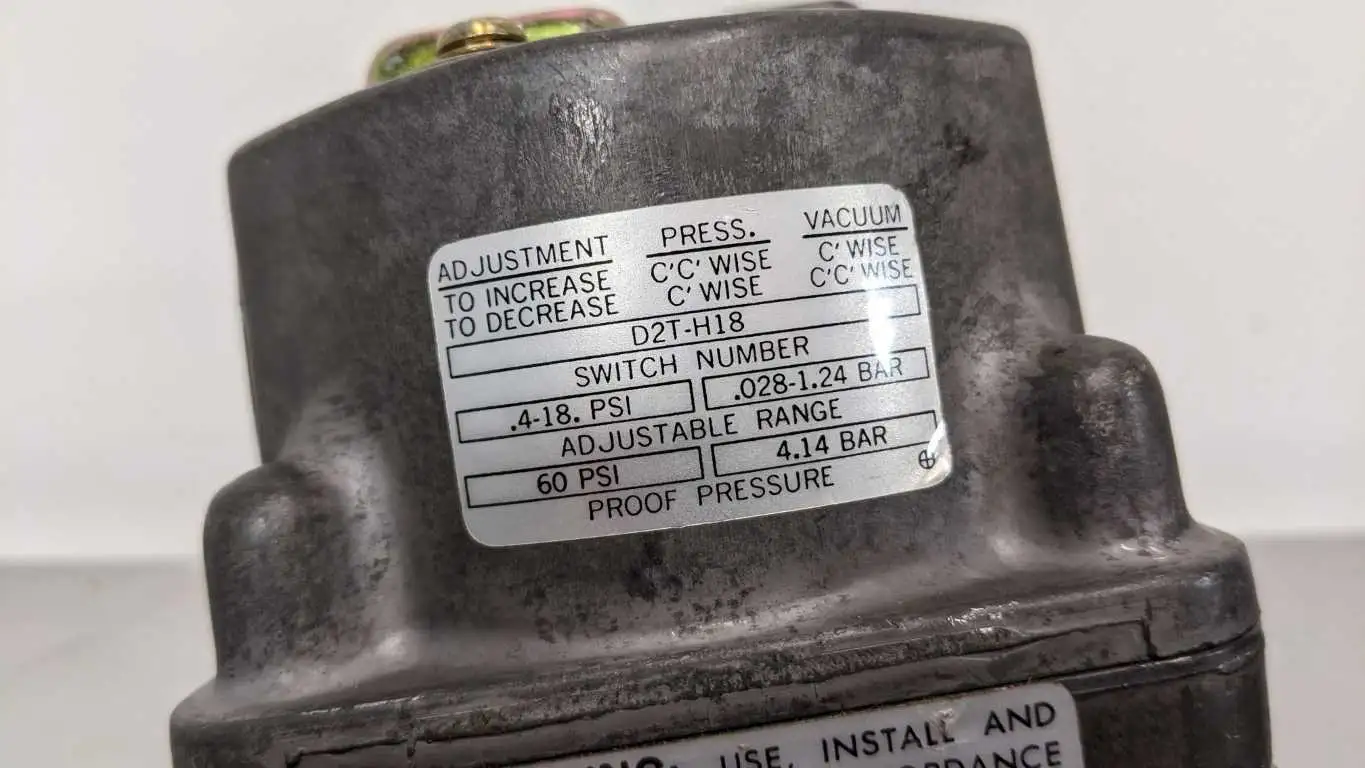 ADJUSTMENT PRESS. VACUUM
TO INCREASE C'C' WISE C' WISE
TO DECREASE C' WISE C'C' WISE
D2T-H18
SWITCH NUMBER
.4-18. PSI .028-1.24 BAR
ADJUSTABLE RANGE
60 PSI 4.14 BAR
PROOF PRESSURE
USE, INSTALL AND